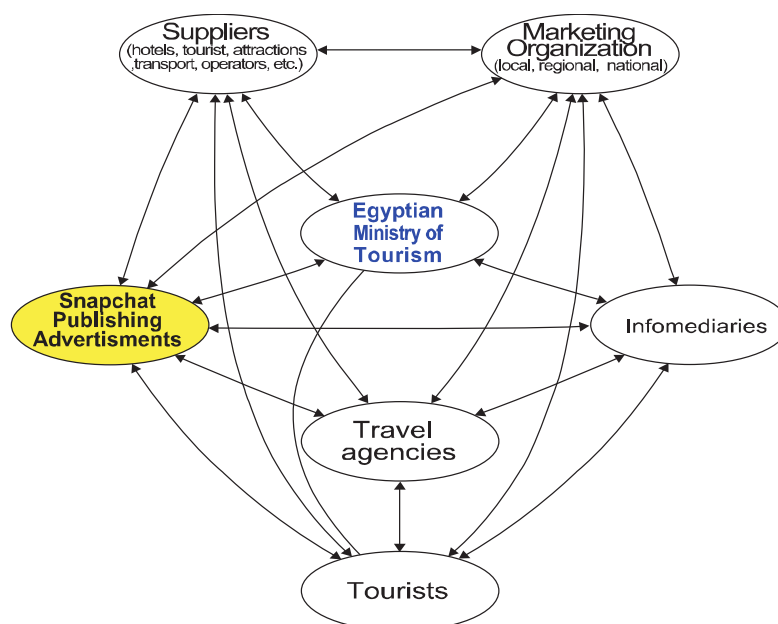 Suppliers
(hotels, tourist, attractions
,transport, operators, etc.)
Marketing
Organization
(local, regional, national)
Egyptian
Ministry of
Tourism
Snapchat
Publishing
Advertisments
Infomediaries
Travel
agencies
Tourists